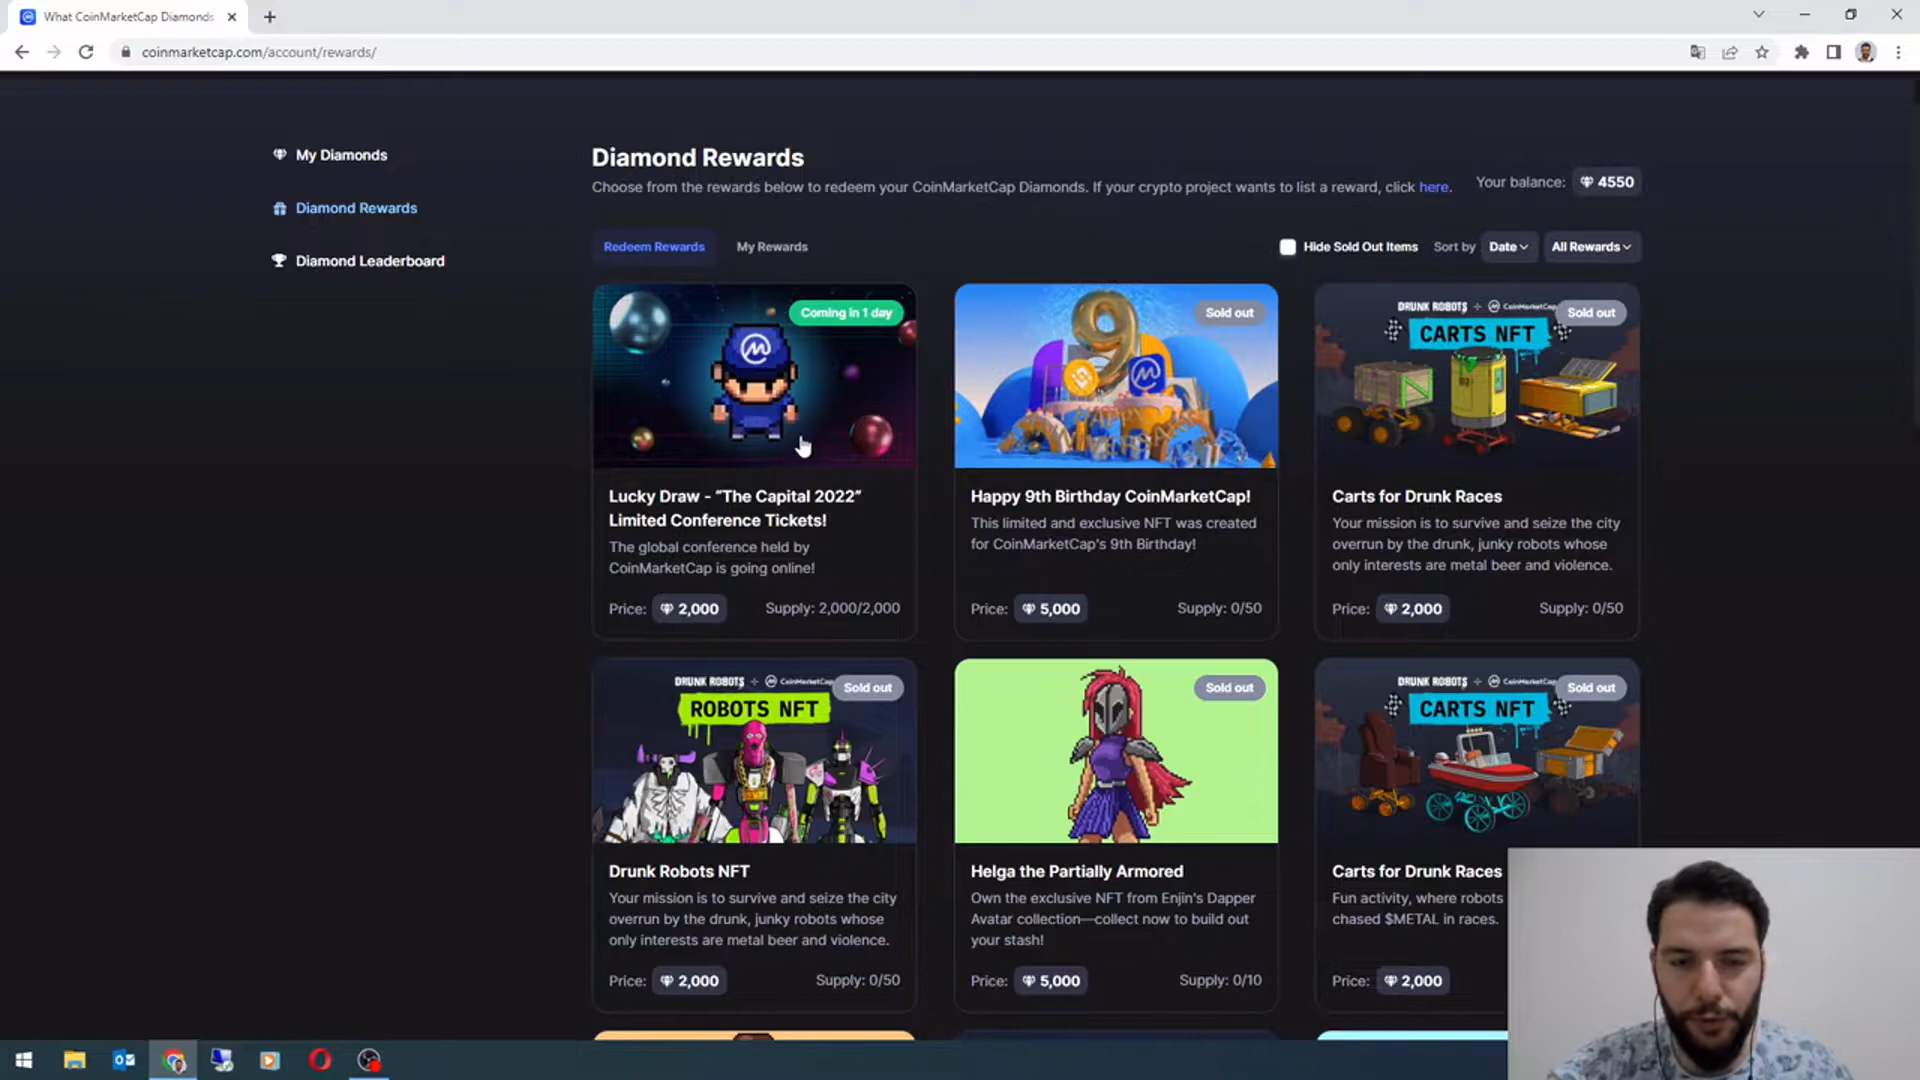 What CoinMarketCap Diamonds
coinmarketcap.com/account/rewards/
My Diamonds
Diamond Rewards
Diamond Leaderboard
Diamond Rewards
Choose from the rewards below to redeem your CoinMarketCap Diamonds. If your crypto project wants to list a reward, click here.
Your balance: 4550
Redeem Rewards My Rewards
Hide Sold Out Items Sort by Date All Rewards
Coming in 1 day
Lucky Draw - "The Capital 2022"
Limited Conference Tickets!
The global conference held by
CoinMarketCap is going online!
Price: 2,000 Supply: 2,000/2,000
Sold out
9
Happy 9th Birthday CoinMarketCap!
This limited and exclusive NFT was created
for CoinMarketCap's 9th Birthday!
Price: 5,000 Supply: 0/50
DRUNK ROBOTS + CoinMarketCap
Sold out
CARTS NFT
Carts for Drunk Races
Your mission is to survive and seize the city
overrun by the drunk, junky robots whose
only interests are metal beer and violence.
Price: 2,000 Supply: 0/50
DRUNK ROBOTS + CoinMarketCap
Sold out
ROBOTS NFT
Drunk Robots NFT
Your mission is to survive and seize the city
overrun by the drunk, junky robots whose
only interests are metal beer and violence.
Price: 2,000 Supply: 0/50
Sold out
Helga the Partially Armored
Own the exclusive NFT from Enjin's Dapper
Avatar collection—collect now to build out
your stash!
Price: 5,000 Supply: 0/10
DRUNK ROBOTS + CoinMarketCap
Sold out
CARTS NFT
Carts for Drunk Races
Fun activity, where robots
chased $METAL in races.
Price: 2,000